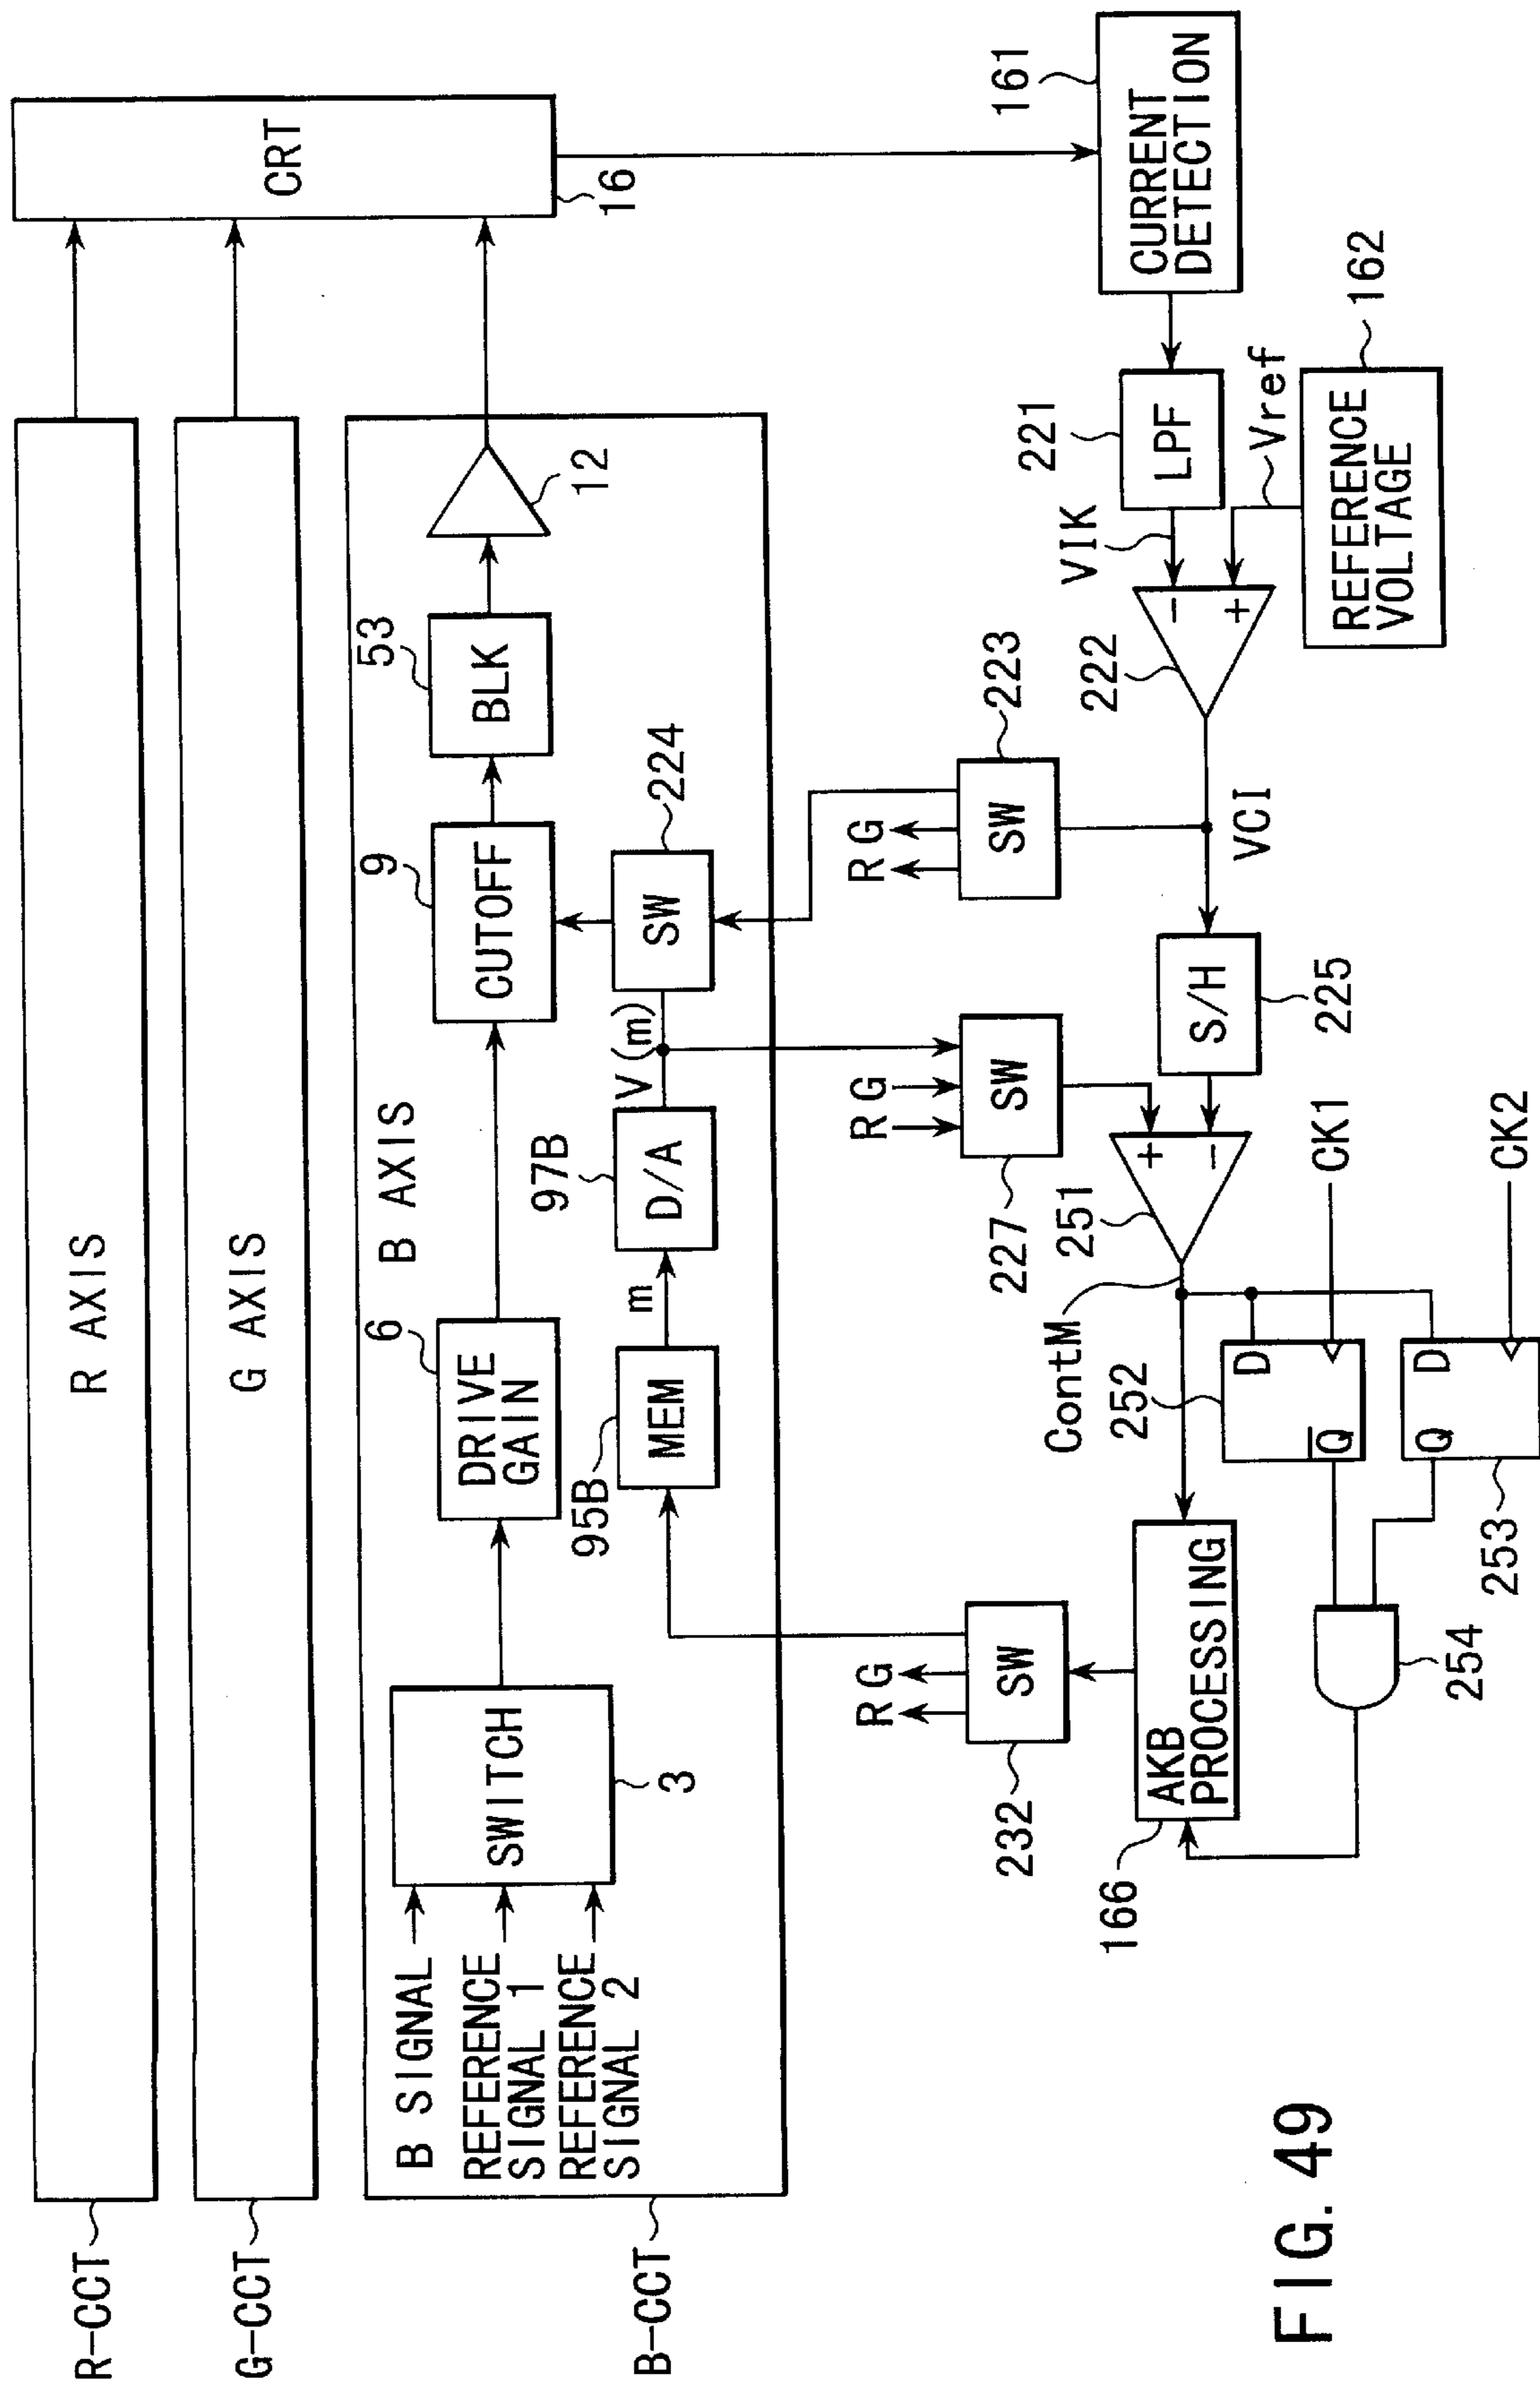 R-CCT
R AXIS
G-CCT
G AXIS
B-CCT
B AXIS
B SIGNAL
REFERENCE
SIGNAL 1
REFERENCE
SIGNAL 2
SWITCH
3
DRIVE
GAIN
6
CUTOFF
9
BLK
53
12
CRT
16
95B
MEM
m
97B
D/A
V(m)
SW
224
R G
SW
232
R G
SW
227
R G
SW
223
CURRENT
DETECTION
161
LPF
221
VIK
Vref
REFERENCE
VOLTAGE
162
-
+
222
VCI
S/H
225
+
-
251
ContM
AKB
PROCESSING
166
252
D
Q
CK1
253
D
Q
CK2
254
FIG. 49